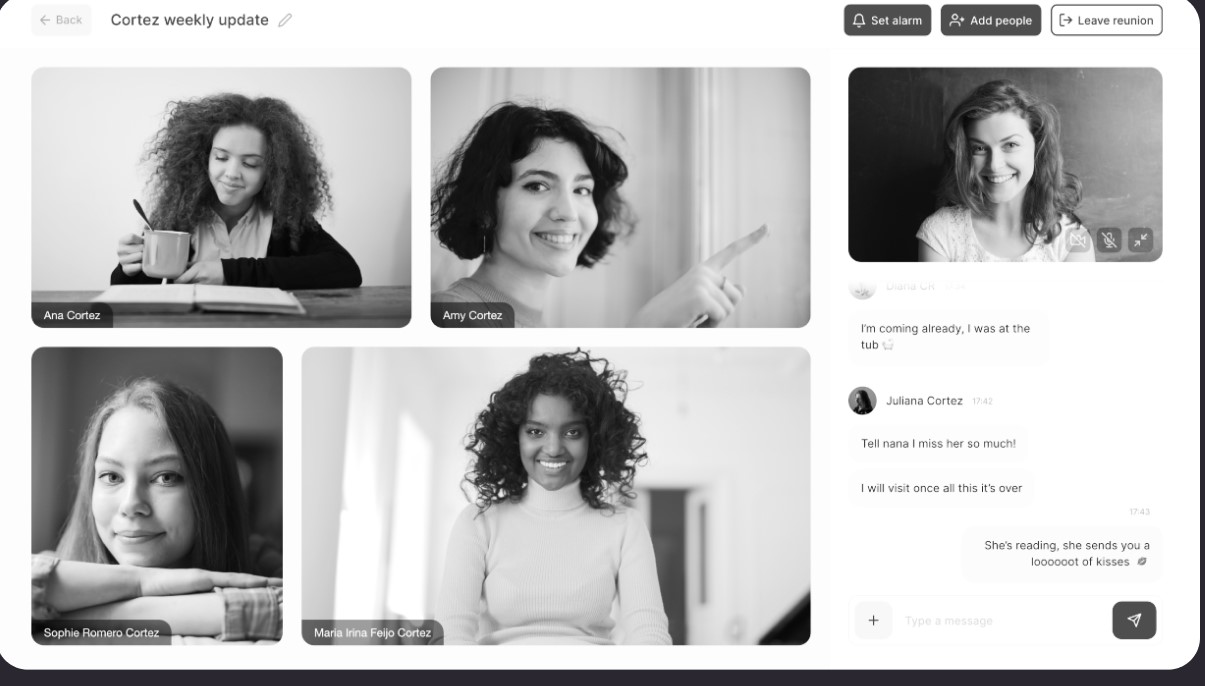 Back
Cortez weekly update
Set alarm
Add people
Leave reunion
Ana Cortez
Amy Cortez
Sophie Romero Cortez
Maria Irina Feijo Cortez
Diana CR
I'm coming already, I was at the
tub
Juliana Cortez 17:42
Tell nana I miss her so much!
I will visit once all this it's over
17:43
She's reading, she sends you a
loooooot of kisses
Type a message